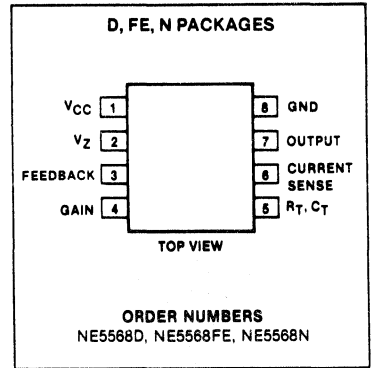 D, FE, N PACKAGES
VCC 1
8 GND
VZ 2
7 OUTPUT
FEEDBACK 3
6 CURRENT
SENSE
GAIN 4
5 RT, CT
TOP VIEW
ORDER NUMBERS
NE5568D, NE5568FE, NE5568N